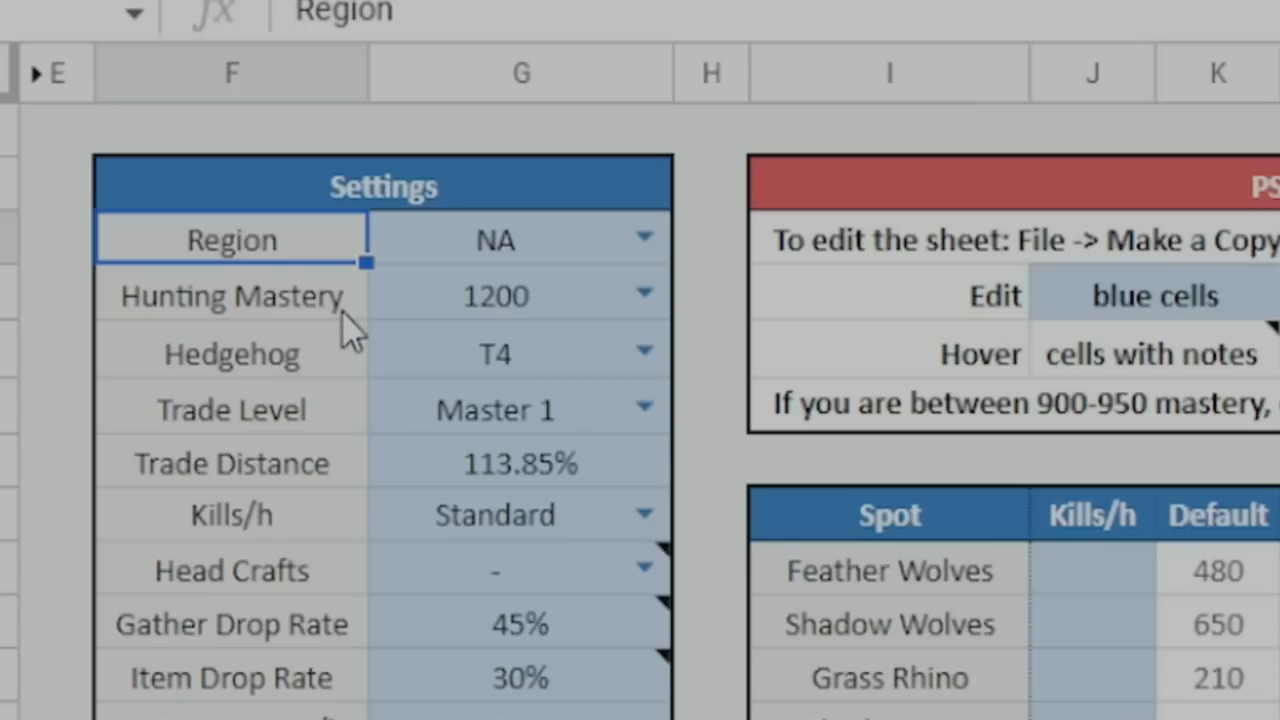 fx Region
E F G H I J K
Settings
Region NA
Hunting Mastery 1200
Hedgehog T4
Trade Level Master 1
Trade Distance 113.85%
Kills/h Standard
Head Crafts -
Gather Drop Rate 45%
Item Drop Rate 30%
PS
To edit the sheet: File -> Make a Copy
Edit blue cells
Hover cells with notes
If you are between 900-950 mastery,
Spot Kills/h Default
Feather Wolves 480
Shadow Wolves 650
Grass Rhino 210